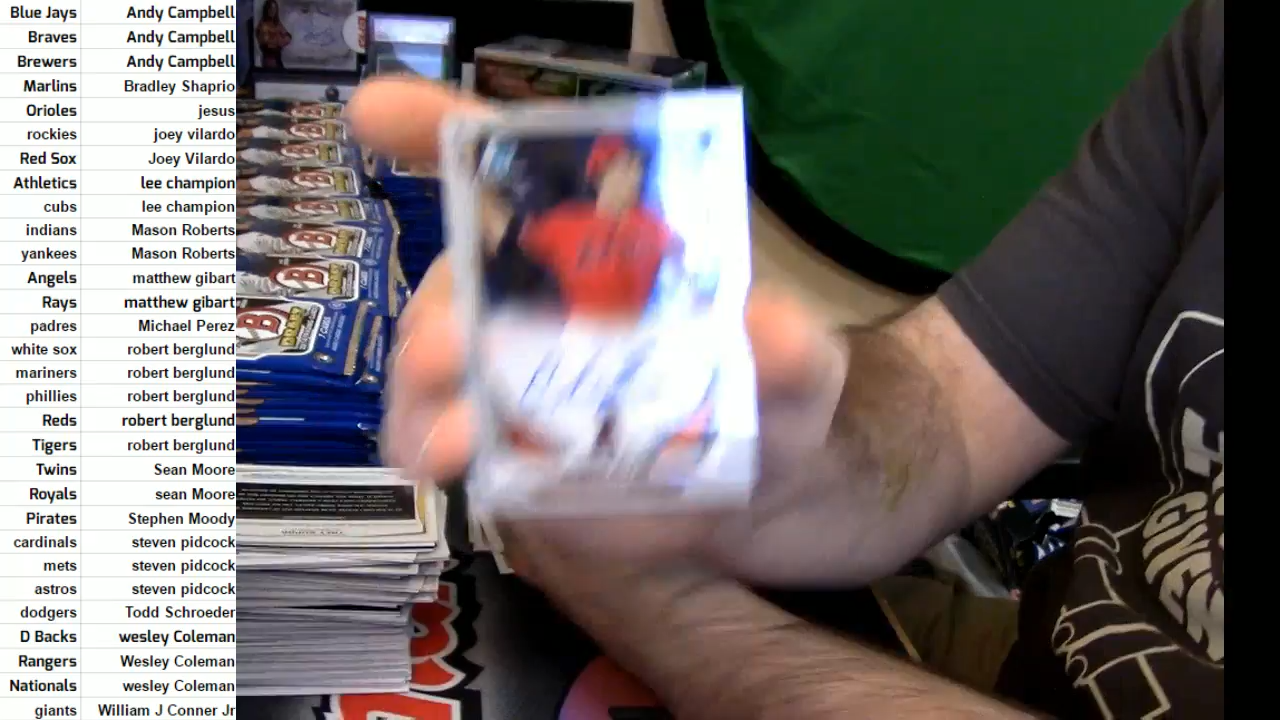 Blue Jays Andy Campbell
Braves Andy Campbell
Brewers Andy Campbell
Marlins Bradley Shaprio
Orioles jesus
rockies joey vilardo
Red Sox Joey Vilardo
Athletics lee champion
cubs lee champion
indians Mason Roberts
yankees Mason Roberts
Angels matthew gibart
Rays matthew gibart
padres Michael Perez
white sox robert berglund
mariners robert berglund
phillies robert berglund
Reds robert berglund
Tigers robert berglund
Twins Sean Moore
Royals sean Moore
Pirates Stephen Moody
cardinals steven pidcock
mets steven pidcock
astros steven pidcock
dodgers Todd Schroeder
D Backs wesley Coleman
Rangers Wesley Coleman
Nationals wesley Coleman
giants William J Conner Jr
B
DRAFT
7 CARDS